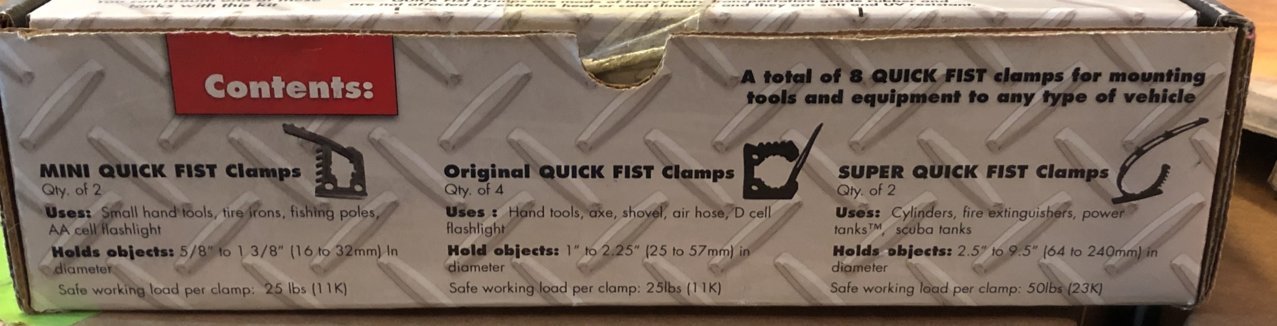 Contents:
A total of 8 QUICK FIST clamps for mounting
tools and equipment to any type of vehicle
MINI QUICK FIST Clamps
Qty. of 2
Uses: Small hand tools, tire irons, fishing poles,
AA cell flashlight
Holds objects: 5/8" to 1 3/8" (16 to 32mm) In
diameter
Safe working load per clamp: 25 lbs (11K)
Original QUICK FIST Clamps
Qty. of 4
Uses : Hand tools, axe, shovel, air hose, D cell
flashlight
Hold objects: 1" to 2.25" (25 to 57mm) in
diameter
Safe working load per clamp: 25lbs (11K)
SUPER QUICK FIST Clamps
Qty. of 2
Uses: Cylinders, fire extinguishers, power
tanks™, scuba tanks
Holds objects: 2.5" to 9.5" (64 to 240mm) in
diameter
Safe working load per clamp: 50lbs (23K)